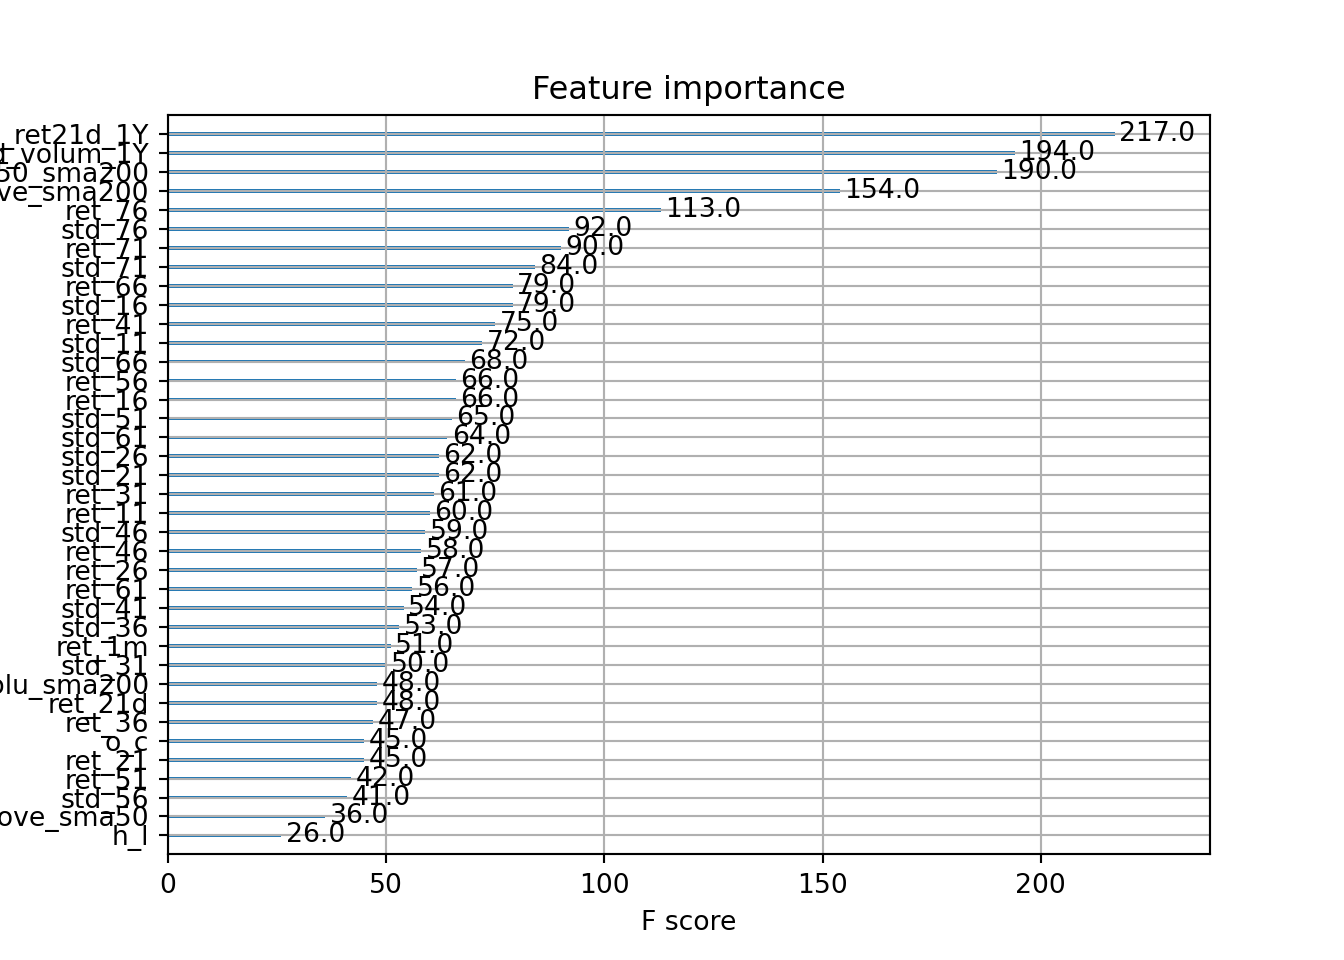 Feature importance
ret21d_1Y 217.0
_volum_1Y 194.0
50_sma200 190.0
ve_sma200 154.0
ret_76 113.0
std_76 92.0
ret_71 90.0
std_71 84.0
ret_66 79.0
std_16 79.0
ret_41 75.0
std_11 72.0
std_66 68.0
ret_56 66.0
ret_16 66.0
std_51 65.0
std_61 64.0
std_26 62.0
std_21 62.0
ret_31 61.0
ret_11 60.0
std_46 59.0
ret_46 58.0
ret_26 57.0
ret_61 56.0
std_41 54.0
std_36 53.0
ret_1m 51.0
std_31 50.0
olu_sma200 48.0
ret_21d 48.0
ret_36 47.0
o_c 45.0
ret_21 45.0
ret_51 42.0
std_56 41.0
ove_sma50 36.0
h_l 26.0
0 50 100 150 200
F score